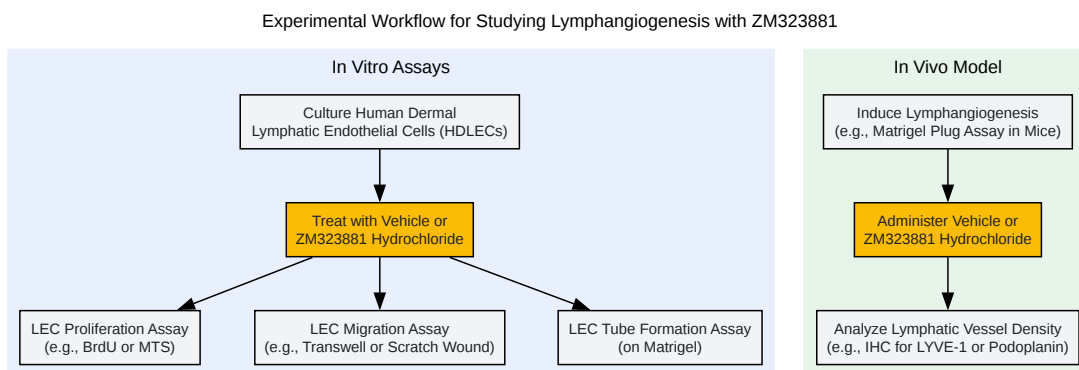 Experimental Workflow for Studying Lymphangiogenesis with ZM323881
In Vitro Assays
Culture Human Dermal
Lymphatic Endothelial Cells (HDLECs)
Treat with Vehicle or
ZM323881 Hydrochloride
LEC Proliferation Assay
(e.g., BrdU or MTS)
LEC Migration Assay
(e.g., Transwell or Scratch Wound)
LEC Tube Formation Assay
(on Matrigel)
In Vivo Model
Induce Lymphangiogenesis
(e.g., Matrigel Plug Assay in Mice)
Administer Vehicle or
ZM323881 Hydrochloride
Analyze Lymphatic Vessel Density
(e.g., IHC for LYVE-1 or Podoplanin)